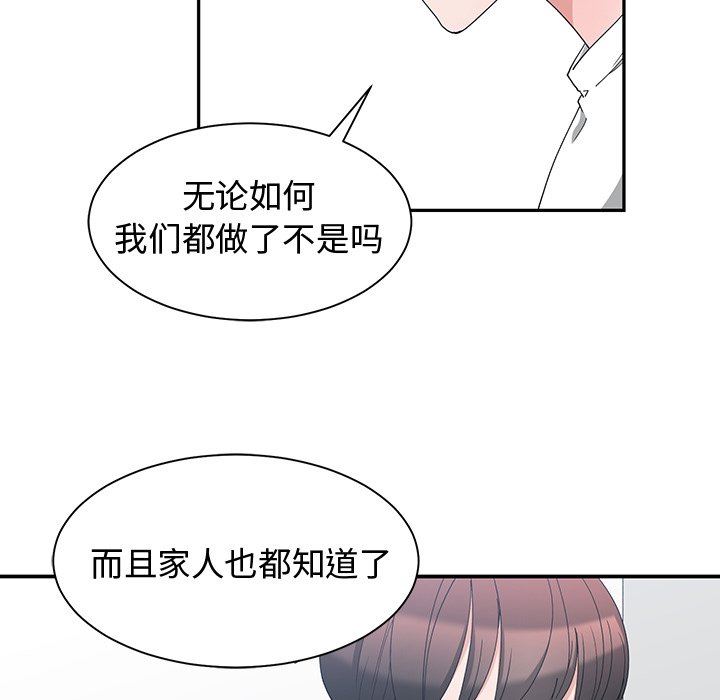 无论如何
我们都做了不是吗
而且家人也都知道了